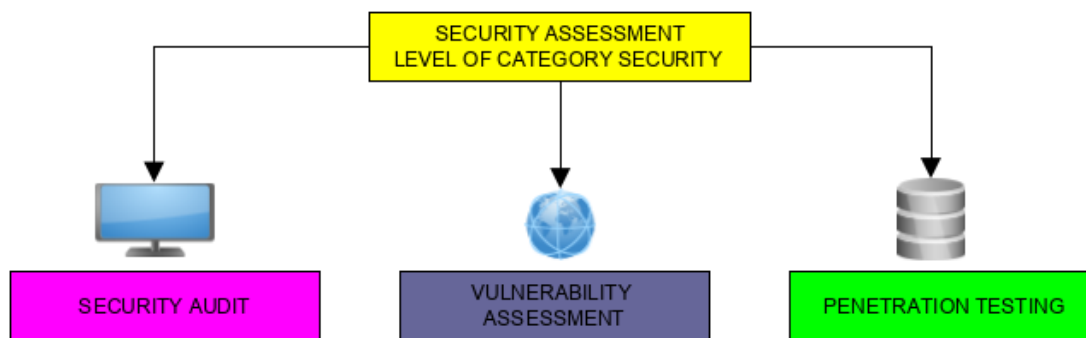 SECURITY ASSESSMENT
LEVEL OF CATEGORY SECURITY
SECURITY AUDIT
VULNERABILITY
ASSESSMENT
PENETRATION TESTING